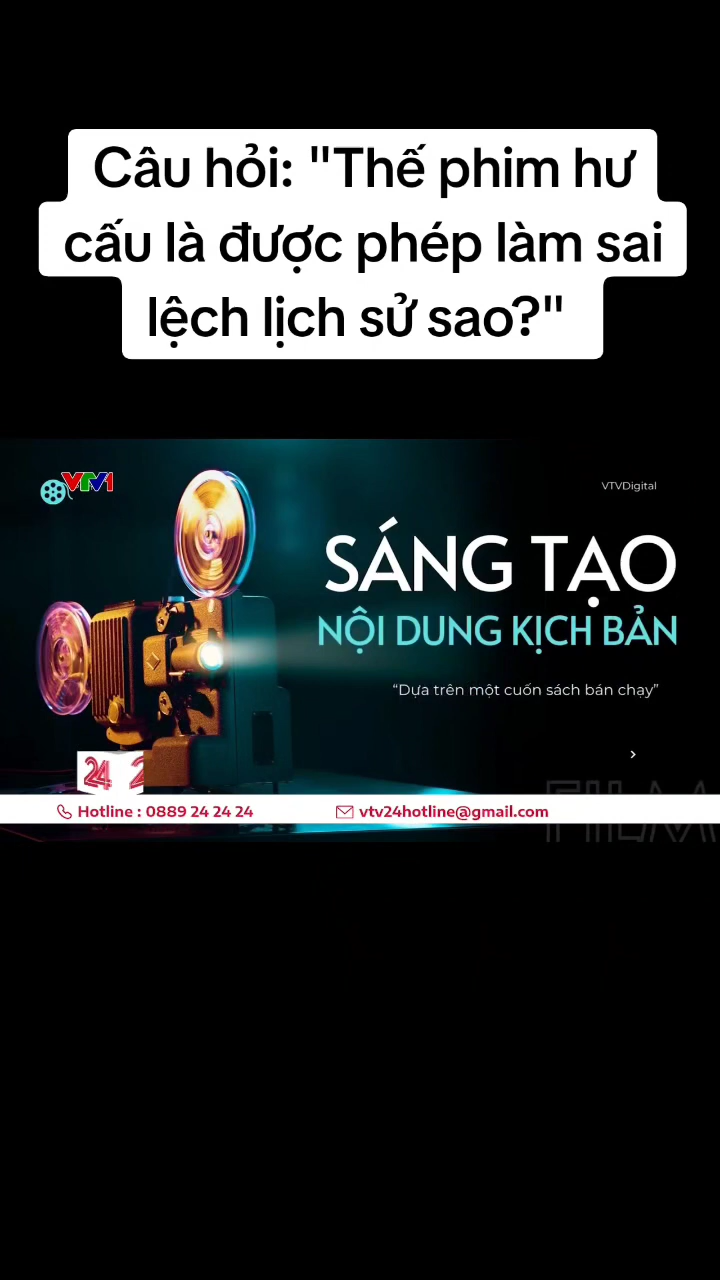 Câu hỏi: "Thế phim hư
cấu là được phép làm sai
lệch lịch sử sao?"
VTV1
VTVDigital
SÁNG TẠO
NỘI DUNG KỊCH BẢN
“Dựa trên một cuốn sách bán chạy”
24 2
Hotline : 0889 24 24 24
vtv24hotline@gmail.com
FILM